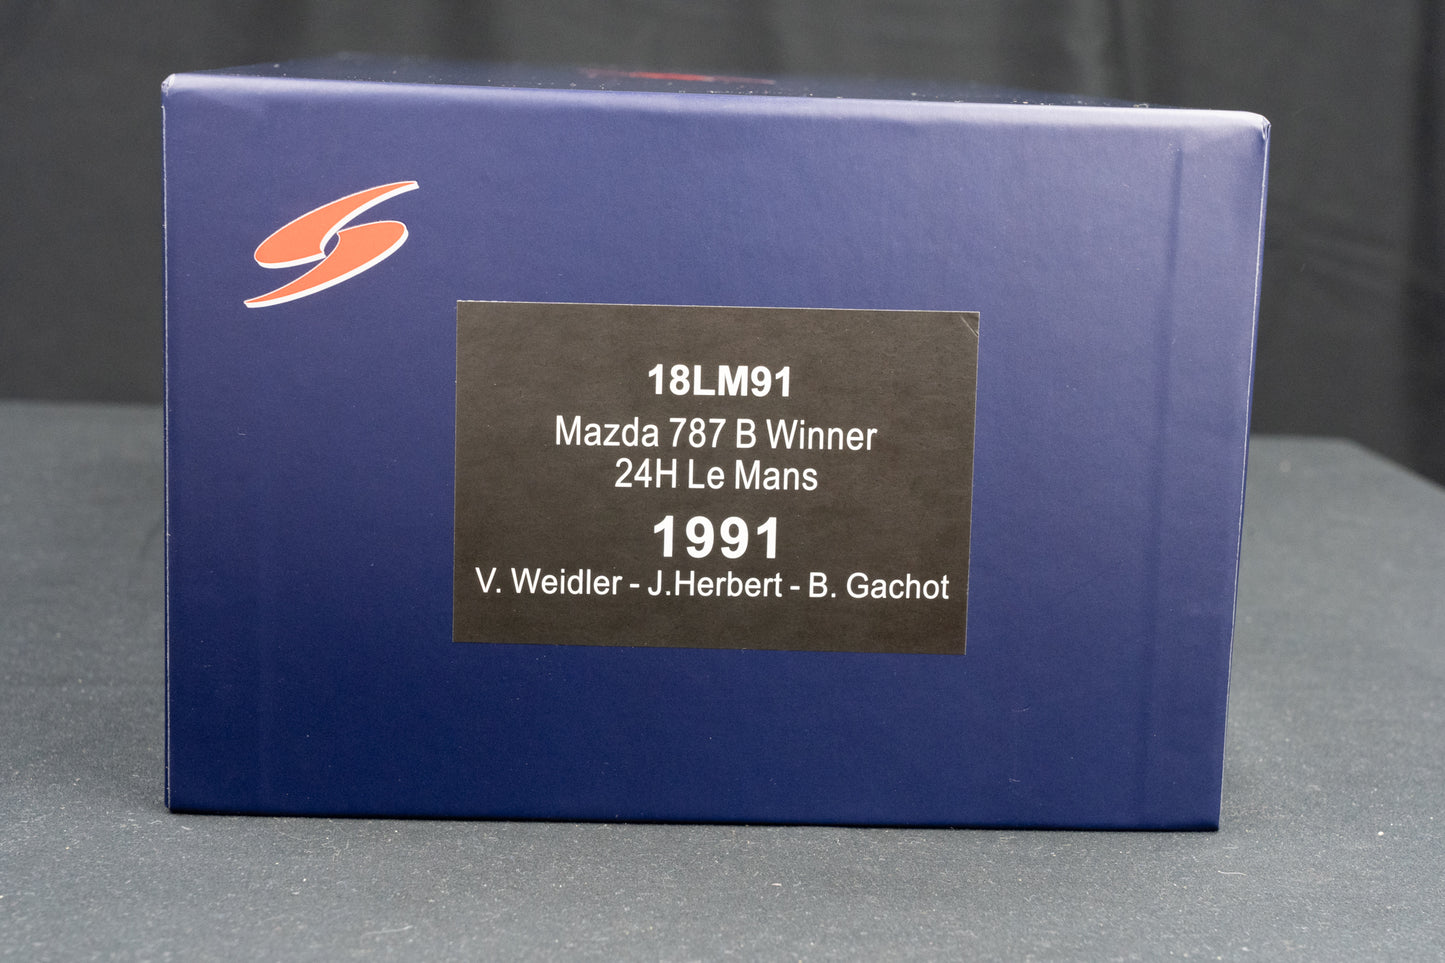 18LM91
Mazda 787 B Winner
24H Le Mans
1991
V. Weidler - J.Herbert - B. Gachot